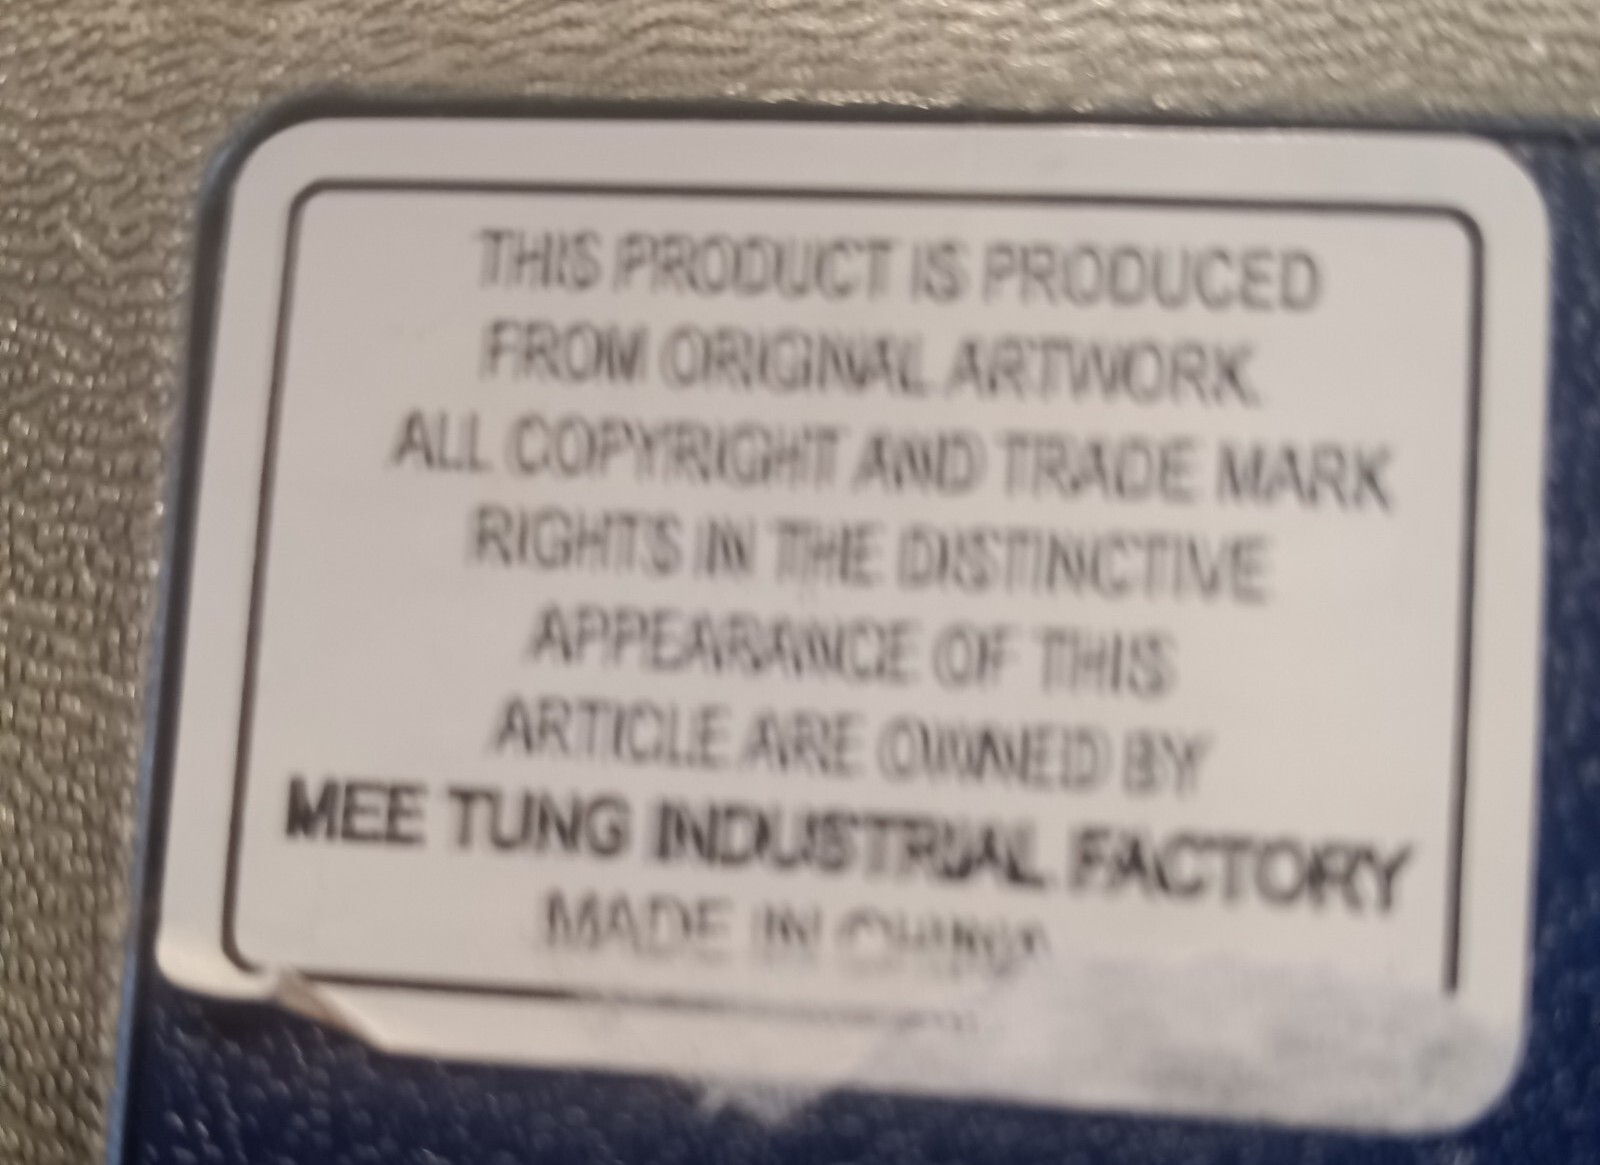 THIS PRODUCT IS PRODUCED
FROM ORIGINAL ARTWORK
ALL COPYRIGHT AND TRADE MARK
RIGHTS IN THE DISTINCTIVE
APPEARANCE OF THIS
ARTICLE ARE OWNED BY
MEE TUNG INDUSTRIAL FACTORY
MADE IN CHINA